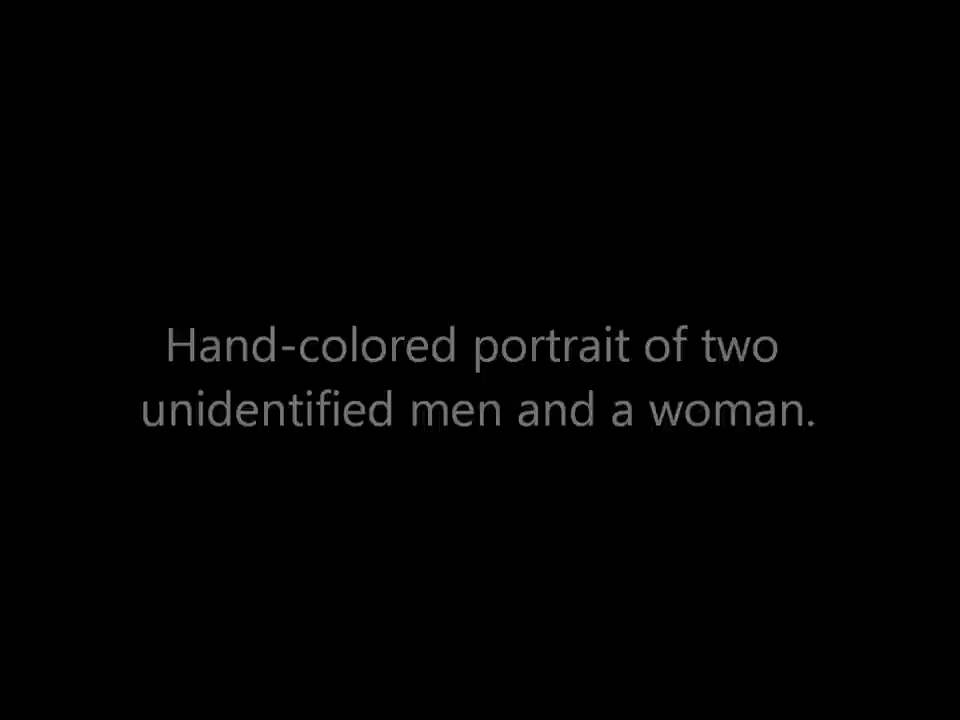 Hand-colored portrait of two
unidentified men and a woman.